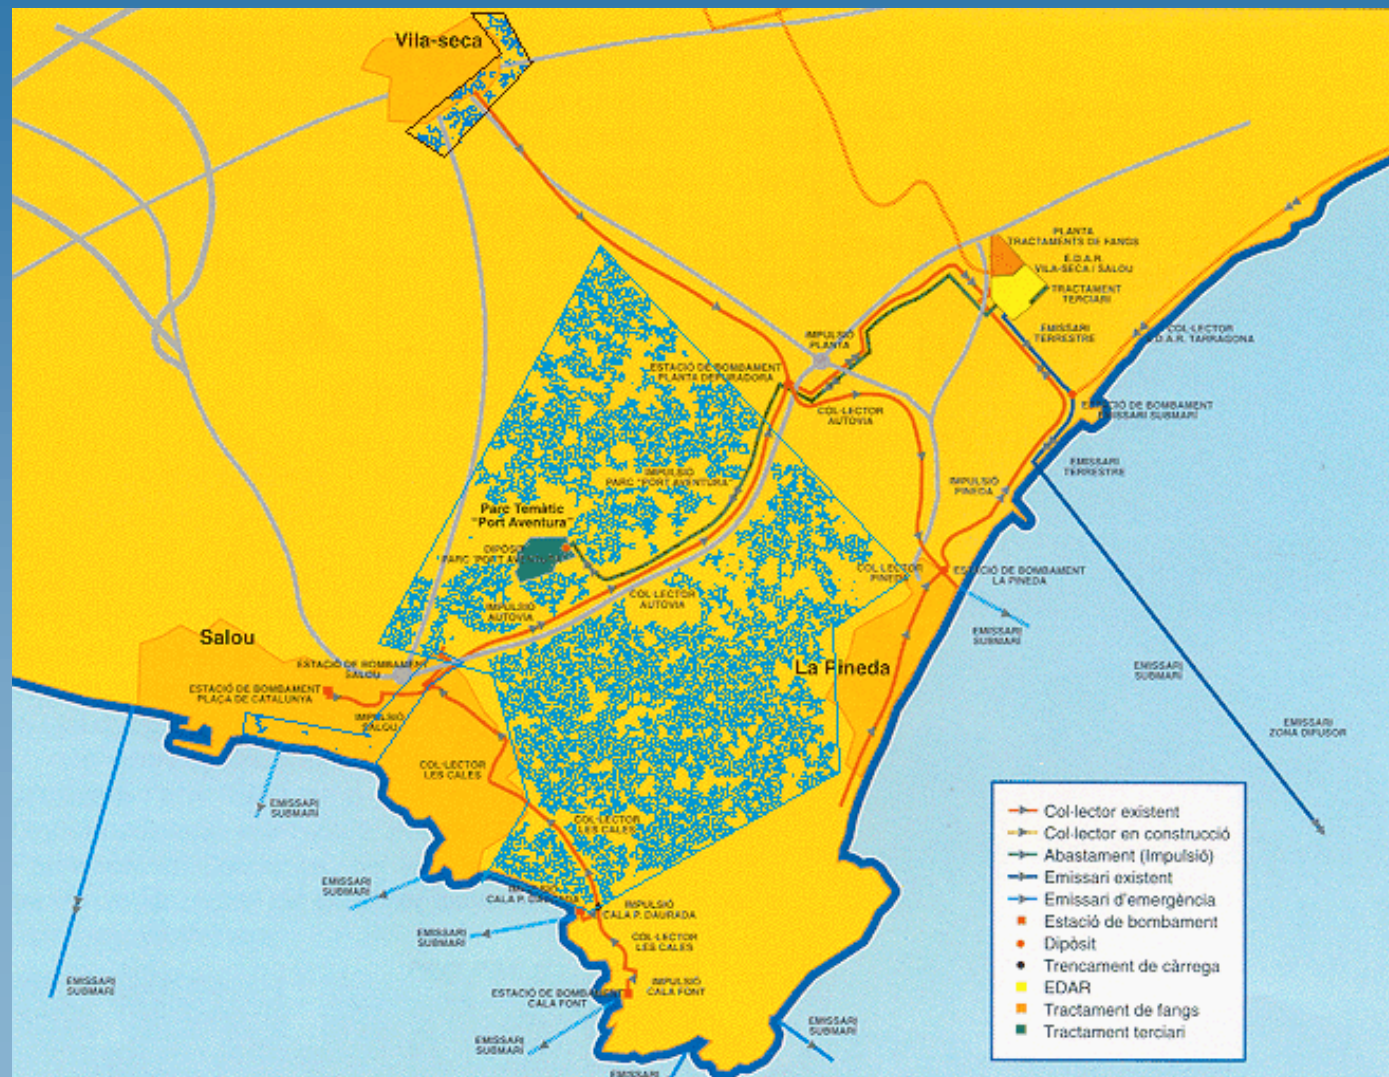 Vila-seca
PLANTA
TRACTAMENTS DE FANGS
E.D.A.R.
VILA-SECA I SALOU
TRACTAMENT
TERCIARI
EMISSARI
TERRESTRE
COL·LECTOR
E.D.A.R. TARRAGONA
IMPULSIÓ
PLANTA
ESTACIÓ DE BOMBAMENT
PLANTA DEPURADORA
COL·LECTOR
AUTOVIA
ESTACIÓ DE BOMBAMENT
EMISSARI SUBMARÍ
EMISSARI
TERRESTRE
IMPULSIÓ
PARC "PORT AVENTURA"
IMPULSIÓ
PINEDA
Parc Temàtic
"Port Aventura"
DIPÒSIT
"PARC PORT AVENTURA"
COL·LECTOR
PINEDA
ESTACIÓ DE BOMBAMENT
LA PINEDA
IMPULSIÓ
AUTOVIA
COL·LECTOR
AUTOVIA
EMISSARI
SUBMARÍ
Salou
La Pineda
ESTACIÓ DE BOMBAMENT
SALOU
EMISSARI
SUBMARÍ
ESTACIÓ DE BOMBAMENT
PLAÇA DE CATALUNYA
IMPULSIÓ
SALOU
EMISSARI
ZONA DIFUSOR
COL·LECTOR
LES CALES
EMISSARI
SUBMARÍ
COL·LECTOR
LES CALES
EMISSARI
SUBMARÍ
IMPULSIÓ
CALA P. DAURADA
IMPULSIÓ
CALA P. DAURADA
EMISSARI
SUBMARÍ
COL·LECTOR
LES CALES
EMISSARI
SUBMARÍ
ESTACIÓ DE BOMBAMENT
CALA FONT
IMPULSIÓ
CALA FONT
EMISSARI
SUBMARÍ
EMISSARI
SUBMARÍ
EMISSARI
Col·lector existent
Col·lector en construcció
Abastament (Impulsió)
Emissari existent
Emissari d'emergència
Estació de bombament
Dipòsit
Trencament de càrrega
EDAR
Tractament de fangs
Tractament terciari